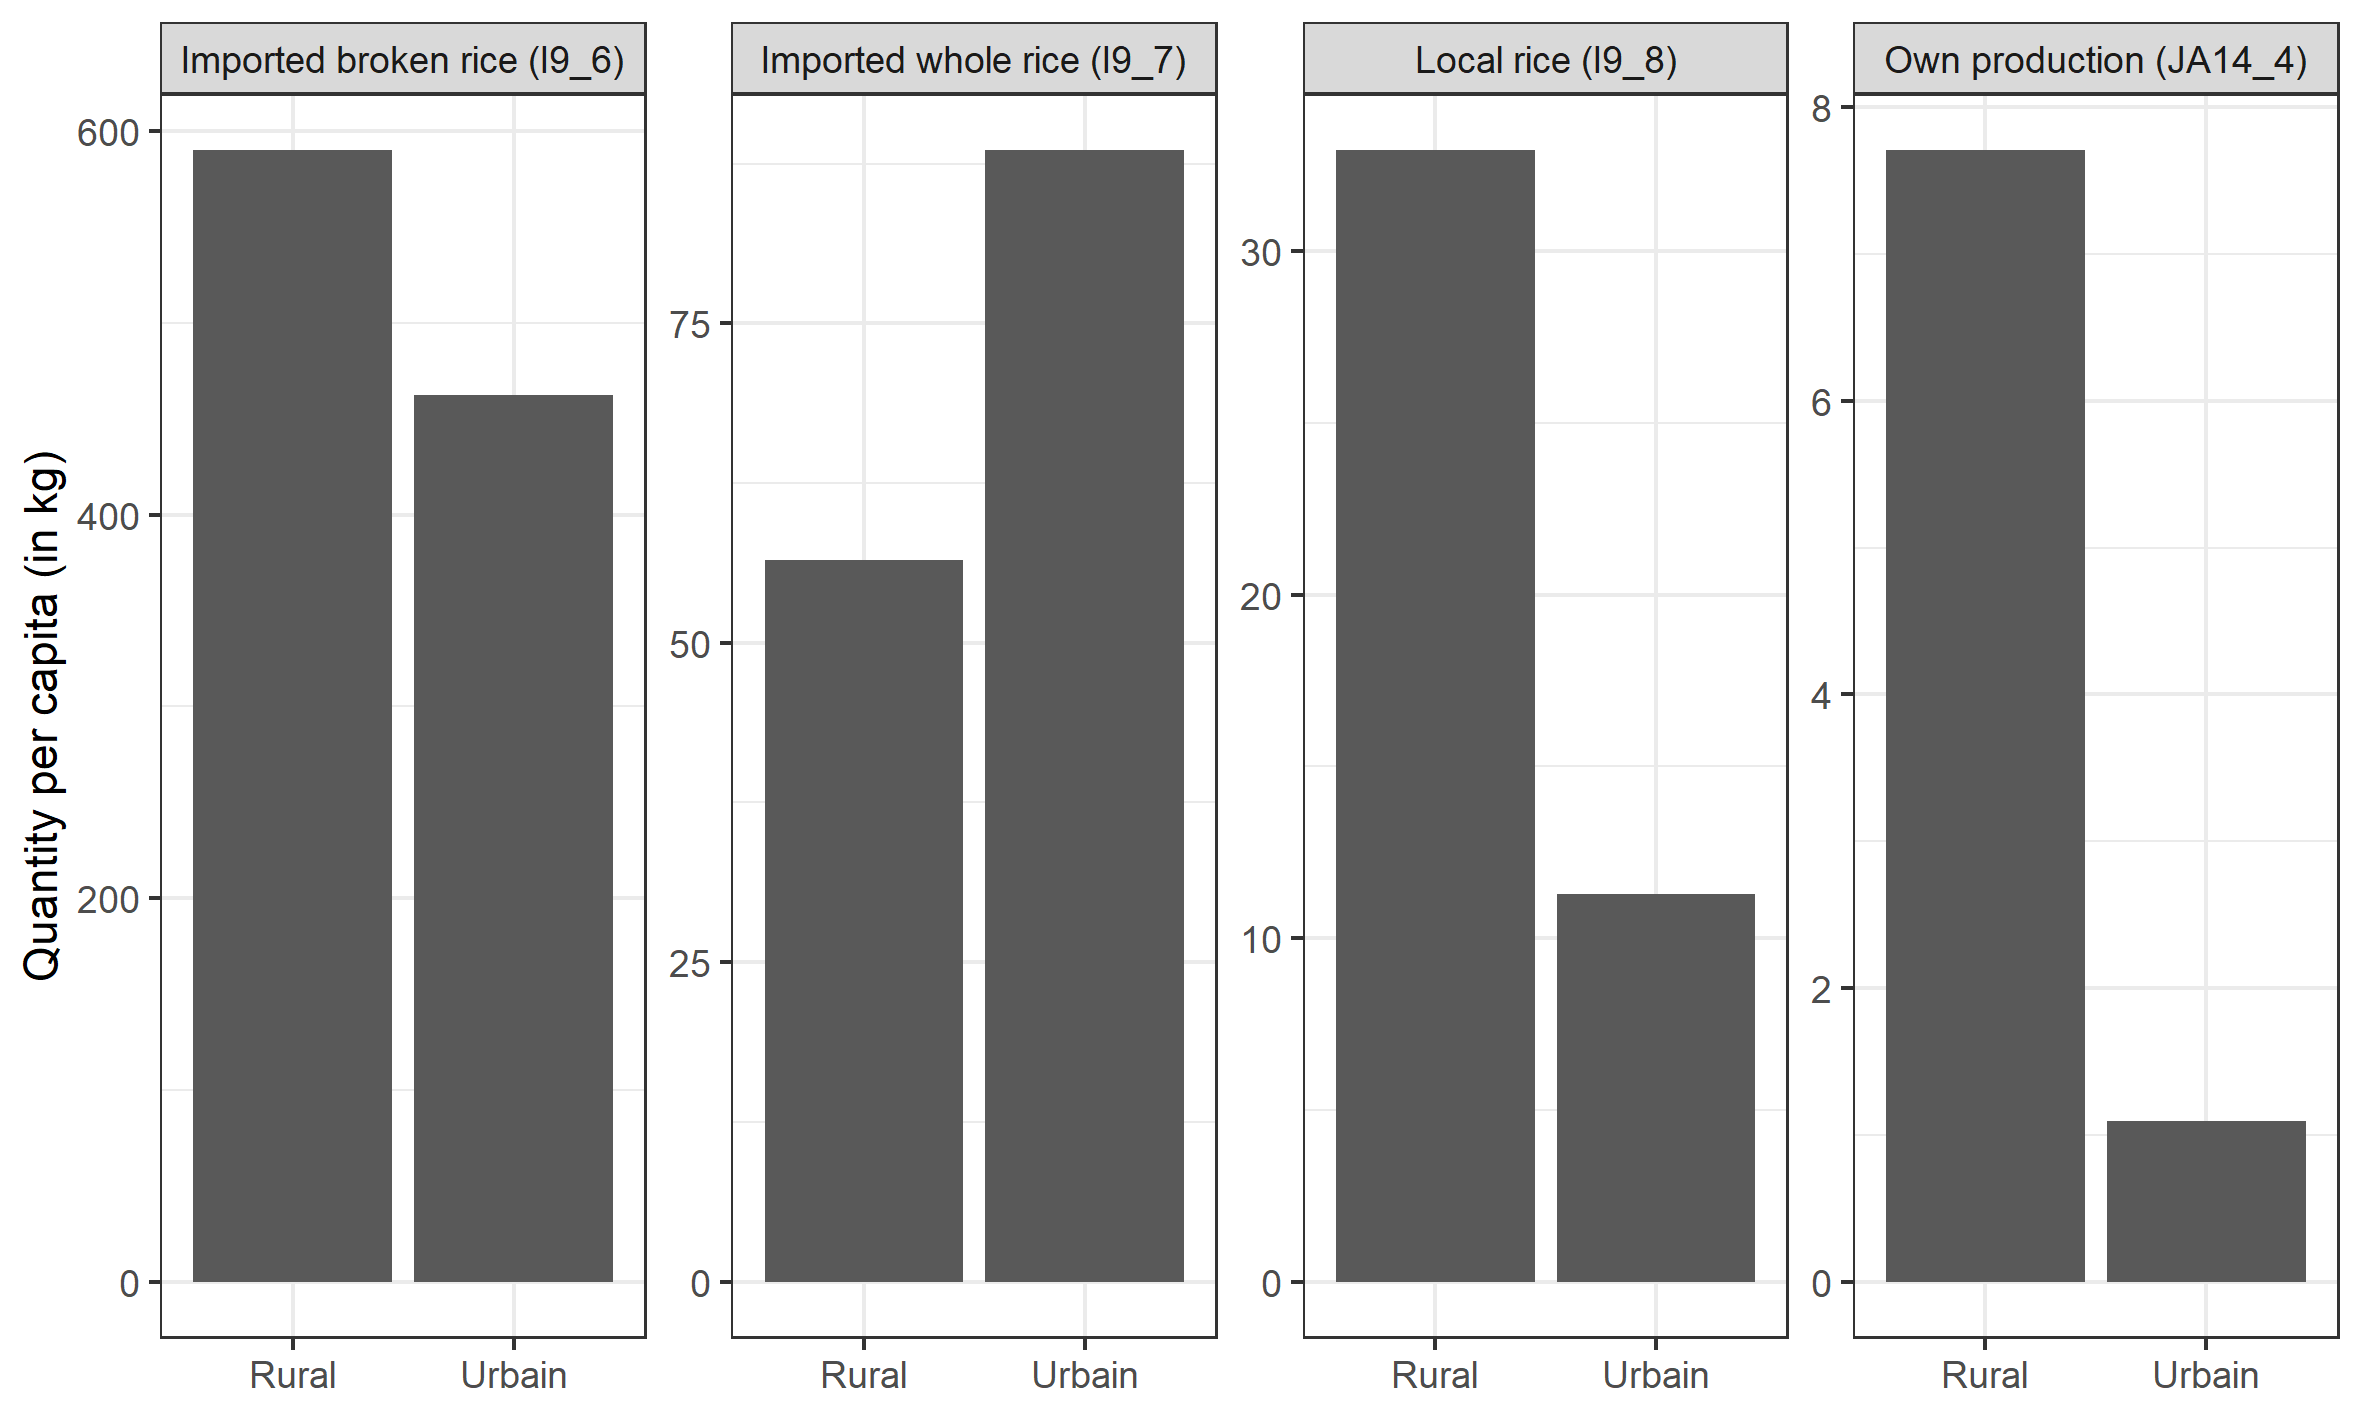 Imported broken rice (I9_6)
Imported whole rice (I9_7)
Local rice (I9_8)
Own production (JA14_4)
Quantity per capita (in kg)
600
400
200
0
75
50
25
0
30
20
10
0
8
6
4
2
0
Rural
Urbain
Rural
Urbain
Rural
Urbain
Rural
Urbain